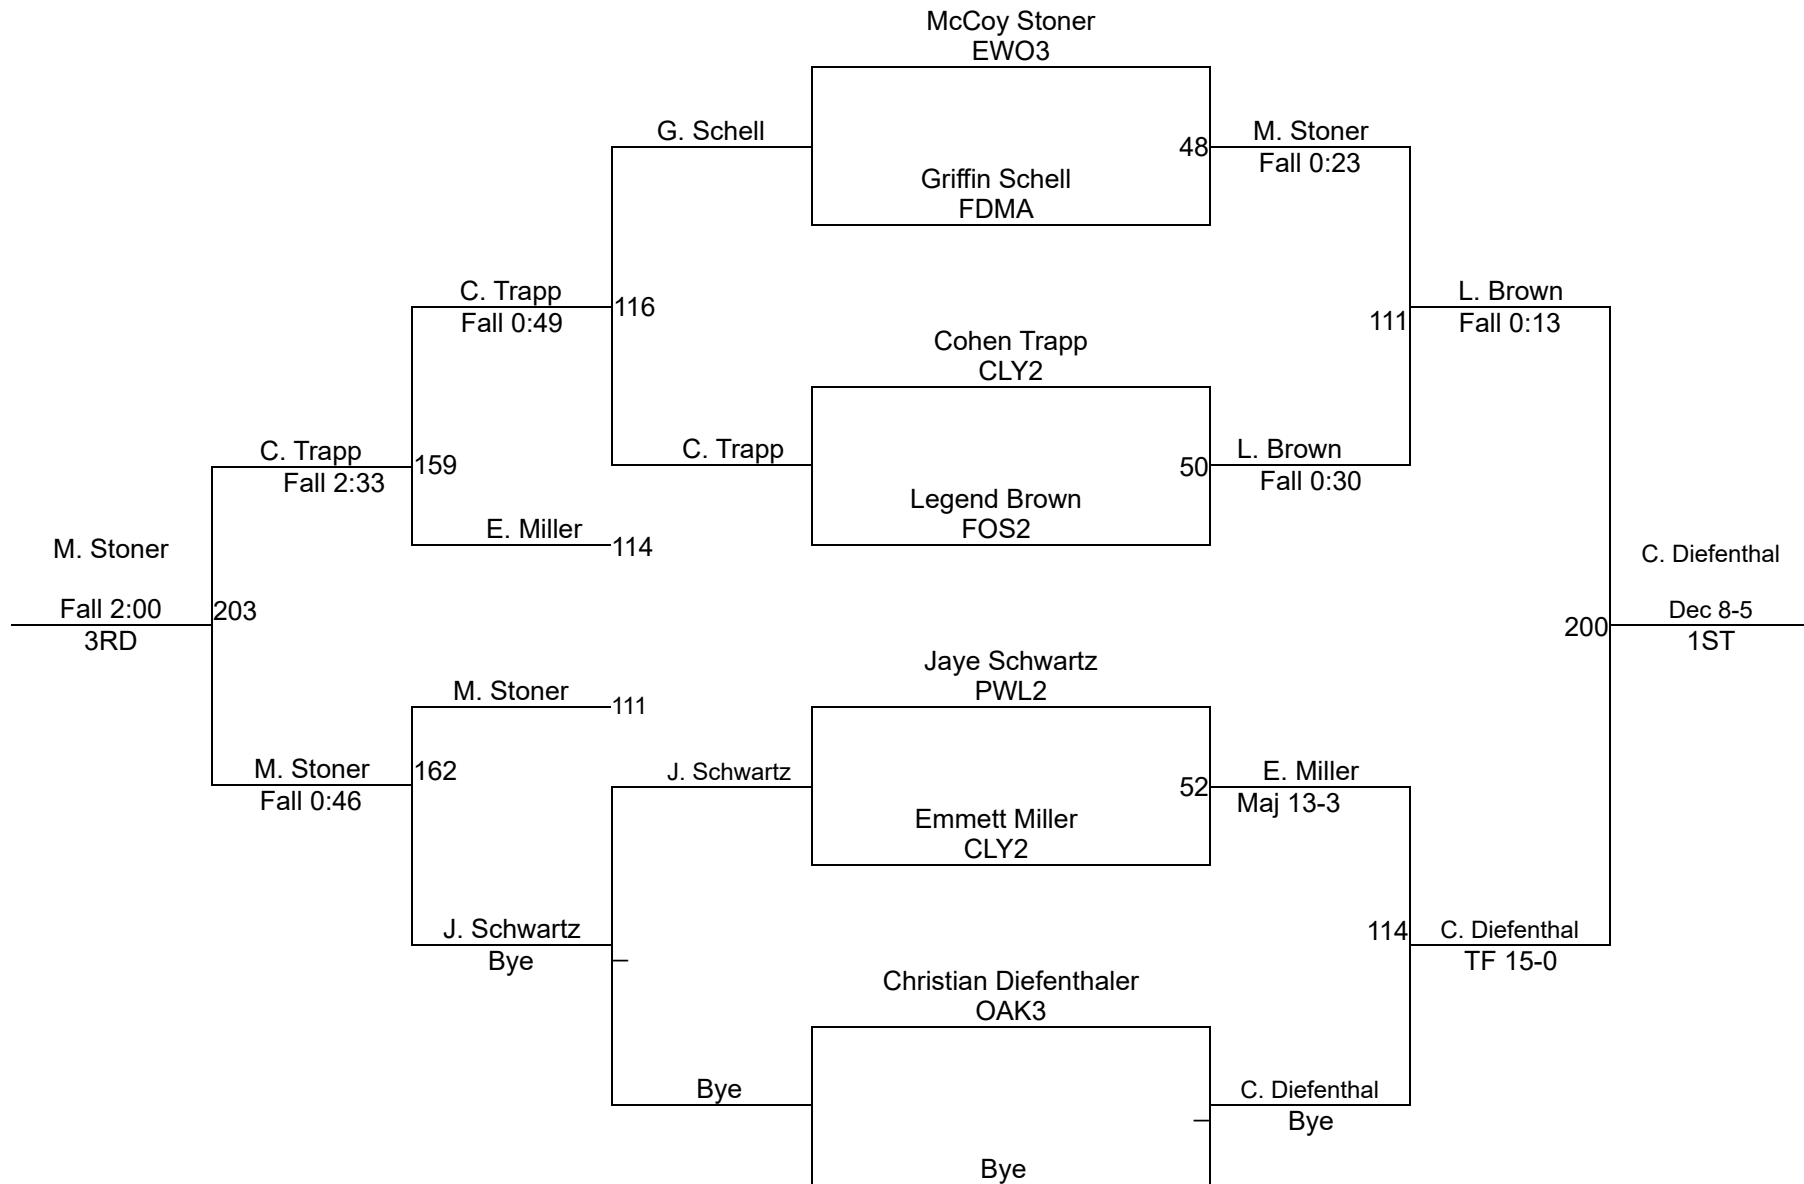 McCoy Stoner
EWO3
G. Schell
48
M. Stoner
Fall 0:23
Griffin Schell
FDMA
C. Trapp
Fall 0:49
116
L. Brown
Fall 0:13
111
Cohen Trapp
CLY2
C. Trapp
Fall 2:33
159
C. Trapp
50
L. Brown
Fall 0:30
Legend Brown
FOS2
E. Miller
114
M. Stoner
Fall 2:00
3RD
203
C. Diefenthal
Dec 8-5
1ST
200
Jaye Schwartz
PWL2
M. Stoner
111
M. Stoner
Fall 0:46
162
J. Schwartz
52
E. Miller
Maj 13-3
Emmett Miller
CLY2
J. Schwartz
Bye
114
C. Diefenthal
TF 15-0
Christian Diefenthaler
OAK3
Bye
C. Diefenthal
Bye
Bye